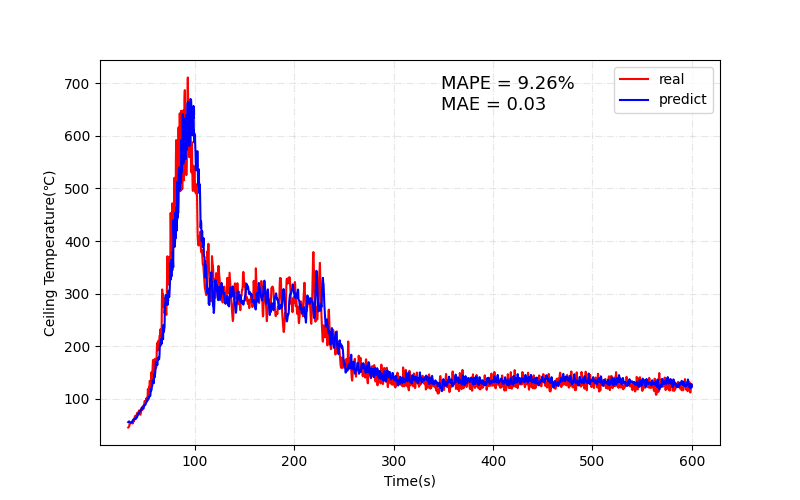 MAPE = 9.26%
MAE = 0.03
real
predict
700
600
500
400
300
200
100
Ceiling Temperature(℃)
100 200 300 400 500 600
Time(s)